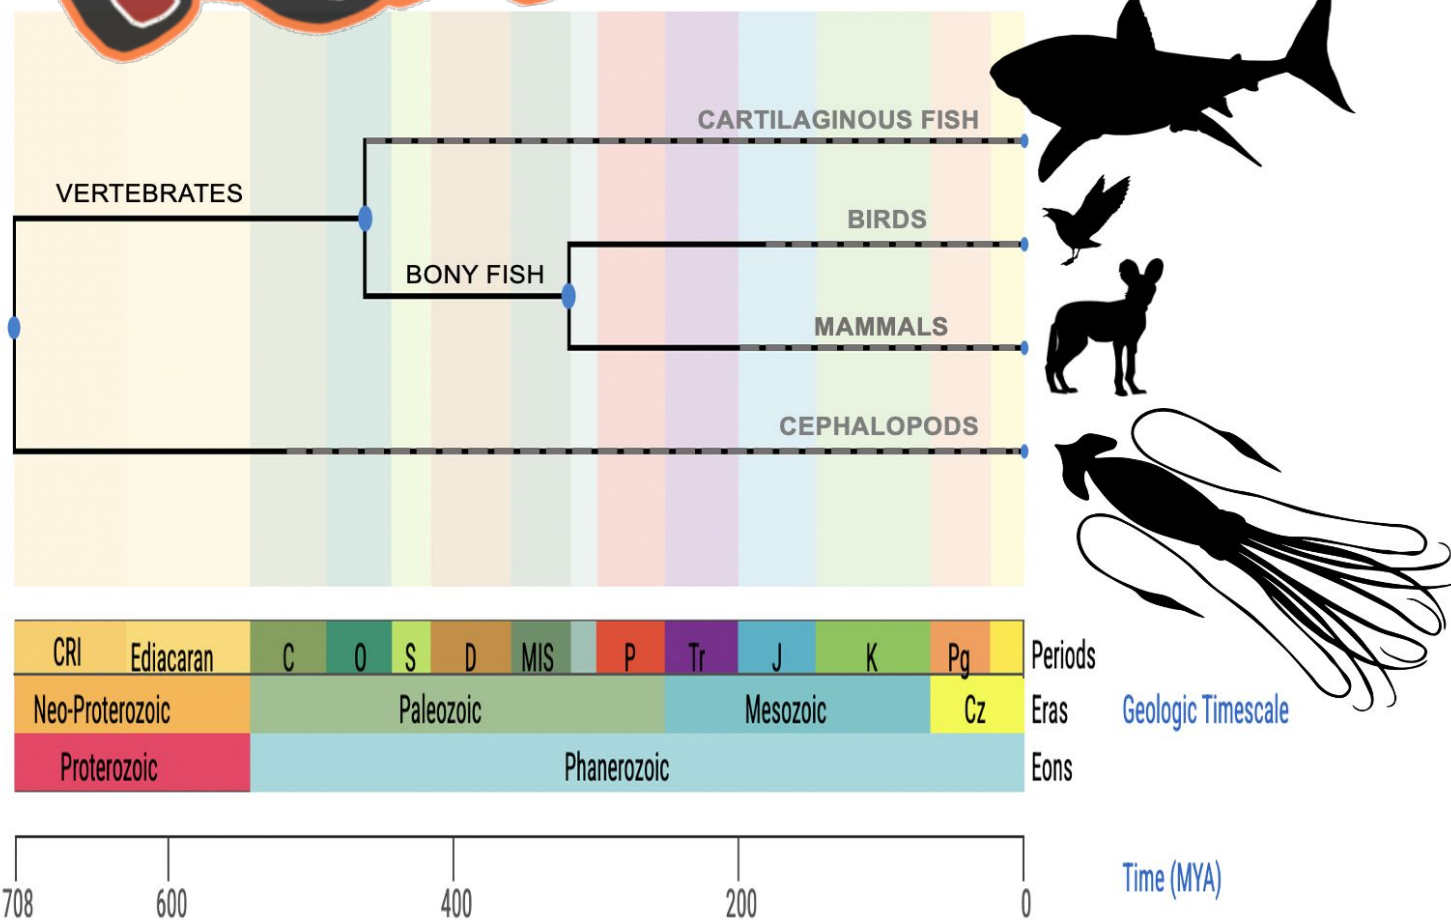 CARTILAGINOUS FISH
VERTEBRATES
BIRDS
BONY FISH
MAMMALS
CEPHALOPODS
CRI Ediacaran C O S D MIS P Tr J K Pg Periods
Neo-Proterozoic Paleozoic Mesozoic Cz Eras Geologic Timescale
Proterozoic Phanerozoic Eons
Time (MYA)
708 600 400 200 0